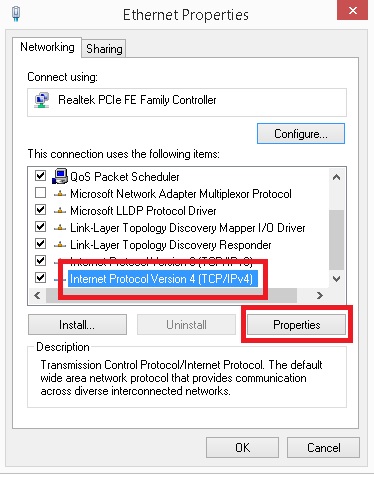 Ethernet Properties
Networking
Sharing
Connect using:
Realtek PCIe FE Family Controller
Configure...
This connection uses the following items:
QoS Packet Scheduler
Microsoft Network Adapter Multiplexor Protocol
Microsoft LLDP Protocol Driver
Link-Layer Topology Discovery Mapper I/O Driver
Link-Layer Topology Discovery Responder
Internet Protocol Version 6 (TCP/IPv6)
Internet Protocol Version 4 (TCP/IPv4)
Install...
Uninstall
Properties
Description
Transmission Control Protocol/Internet Protocol. The default
wide area network protocol that provides communication
across diverse interconnected networks.
OK
Cancel